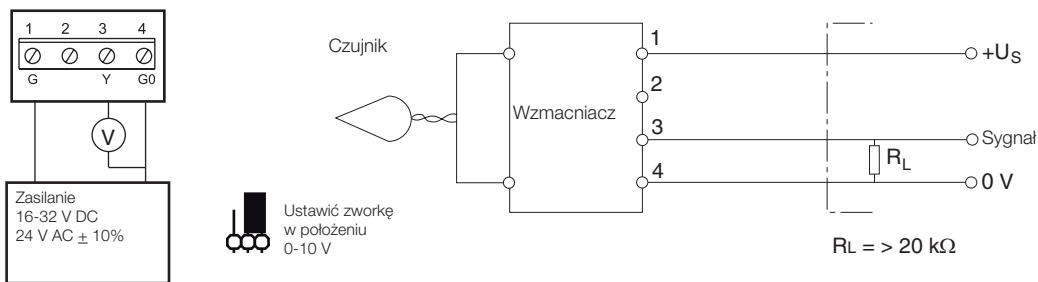 1 2 3 4
G Y G0
V
Zasilanie
16-32 V DC
24 V AC ± 10%
Ustawić zworkę
w położeniu
0-10 V
Czujnik
Wzmacniacz
1
2
3
4
+US
Sygnał
RL
0 V
RL = > 20 kΩ